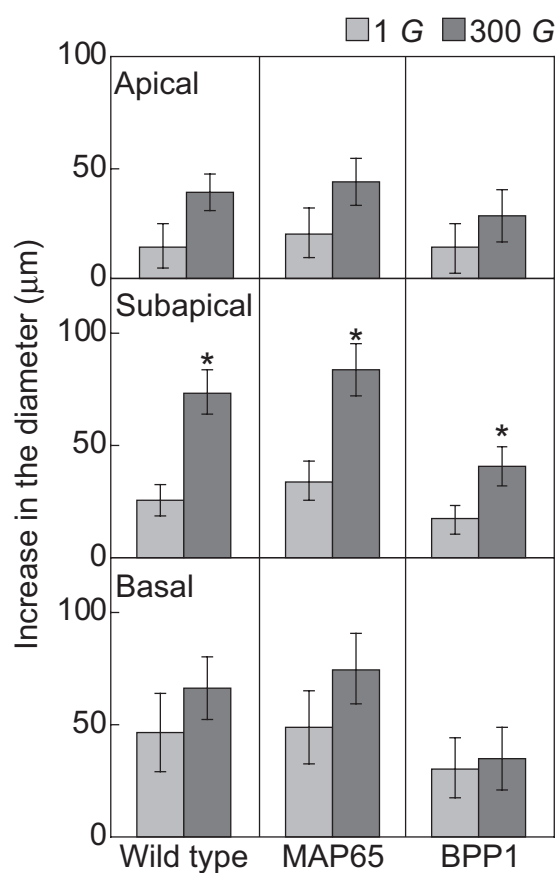 1 G 300 G
Increase in the diameter (μm)
100
Apical
50
0
Subapical
100
*
*
50
*
0
Basal
100
50
0
Wild type MAP65 BPP1